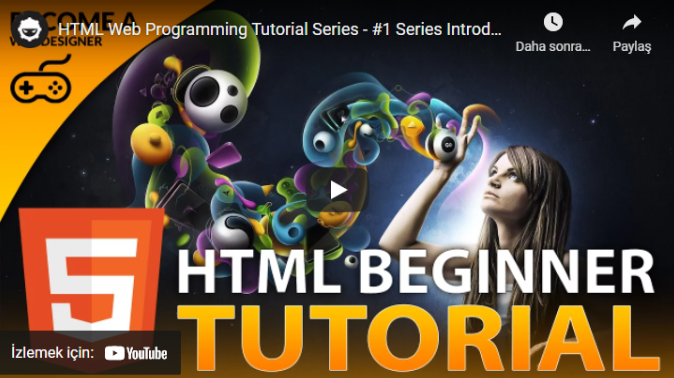 BECOME A
WEB DESIGNER
HTML Web Programming Tutorial Series - #1 Series Introd...
Daha sonra...
Paylaş
HTML BEGINNER
TUTORIAL
İzlemek için: YouTube